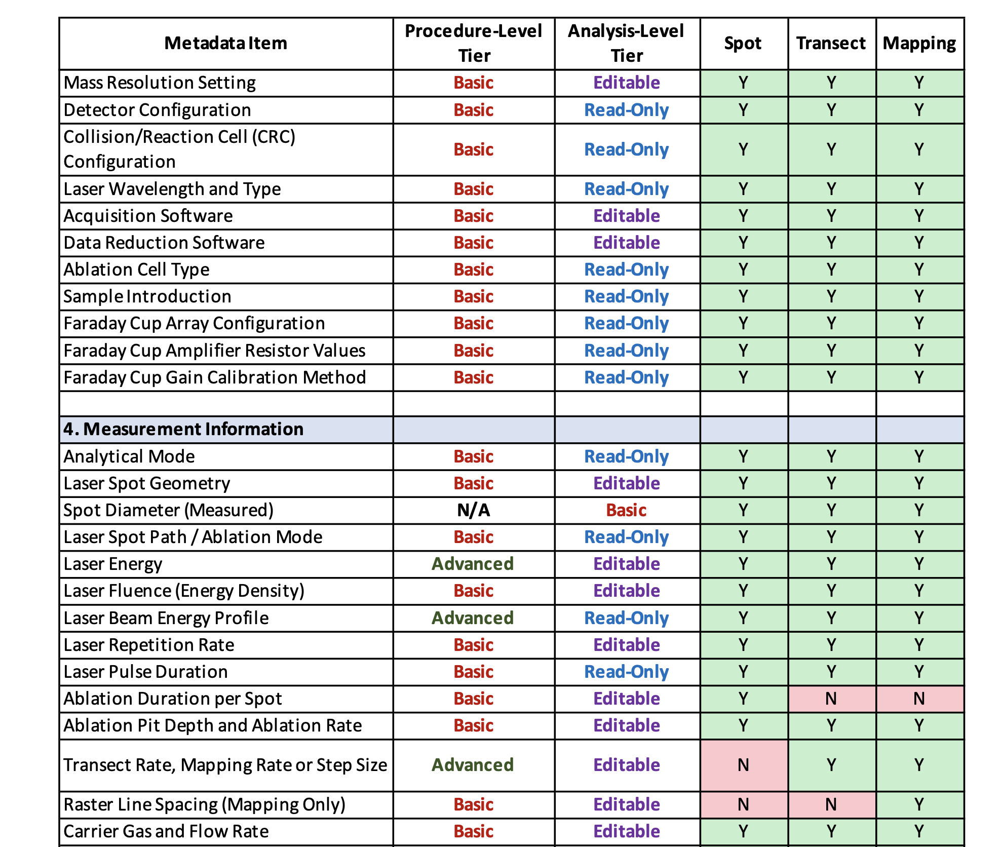 Metadata Item Procedure-Level Tier Analysis-Level Tier Spot Transect Mapping
Mass Resolution Setting Basic Editable Y Y Y
Detector Configuration Basic Read-Only Y Y Y
Collision/Reaction Cell (CRC) Configuration Basic Read-Only Y Y Y
Laser Wavelength and Type Basic Read-Only Y Y Y
Acquisition Software Basic Editable Y Y Y
Data Reduction Software Basic Editable Y Y Y
Ablation Cell Type Basic Read-Only Y Y Y
Sample Introduction Basic Read-Only Y Y Y
Faraday Cup Array Configuration Basic Read-Only Y Y Y
Faraday Cup Amplifier Resistor Values Basic Read-Only Y Y Y
Faraday Cup Gain Calibration Method Basic Read-Only Y Y Y
4. Measurement Information
Analytical Mode Basic Read-Only Y Y Y
Laser Spot Geometry Basic Editable Y Y Y
Spot Diameter (Measured) N/A Basic Y Y Y
Laser Spot Path / Ablation Mode Basic Read-Only Y Y Y
Laser Energy Advanced Editable Y Y Y
Laser Fluence (Energy Density) Basic Editable Y Y Y
Laser Beam Energy Profile Advanced Read-Only Y Y Y
Laser Repetition Rate Basic Editable Y Y Y
Laser Pulse Duration Basic Read-Only Y Y Y
Ablation Duration per Spot Basic Editable Y N N
Ablation Pit Depth and Ablation Rate Basic Editable Y Y Y
Transect Rate, Mapping Rate or Step Size Advanced Editable N Y Y
Raster Line Spacing (Mapping Only) Basic Editable N N Y
Carrier Gas and Flow Rate Basic Editable Y Y Y